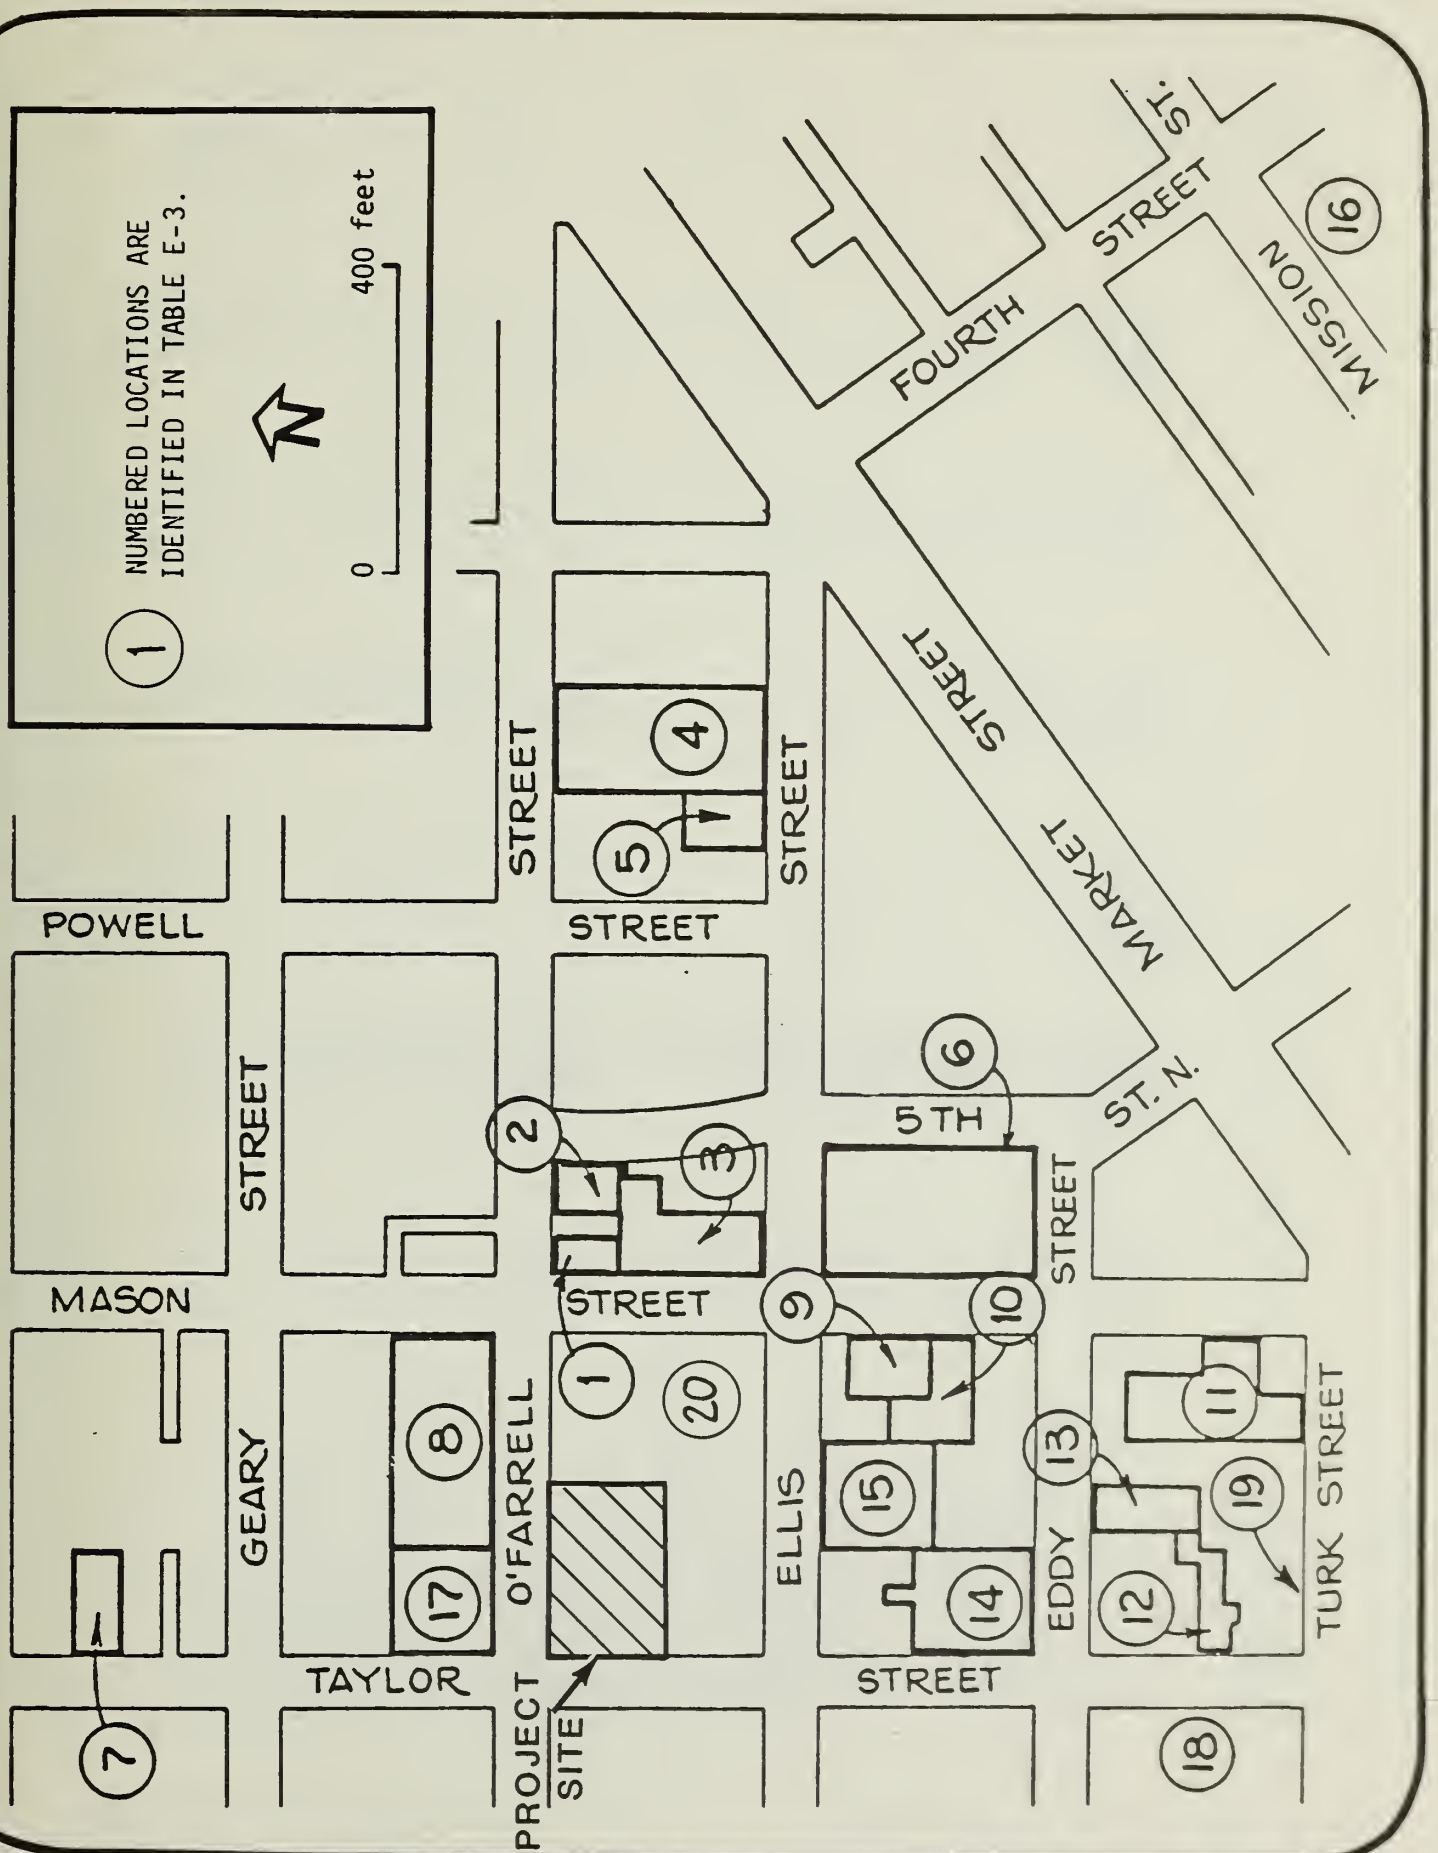 1
NUMBERED LOCATIONS ARE
IDENTIFIED IN TABLE E-3.
N
0
400 feet
7
TAYLOR
STREET
MASON
STREET
POWELL
STREET
GEARY
STREET
17
8
PROJECT
SITE
O'FARRELL
STREET
1
2
3
20
5
4
ELLIS
STREET
9
10
15
14
6
5TH
ST. N.
EDDY
STREET
13
12
11
19
18
TURK STREET
MARKET
STREET
FOURTH
STREET
MISSION
ST.
16